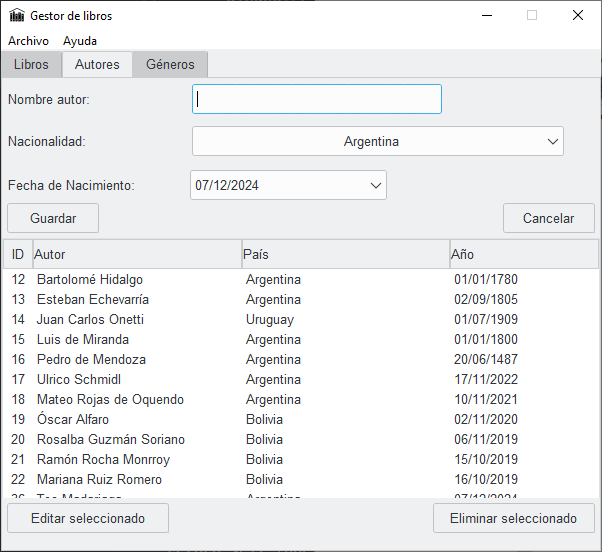 Gestor de libros
Archivo Ayuda
Libros Autores Géneros
Nombre autor:
Nacionalidad: Argentina
Fecha de Nacimiento: 07/12/2024
Guardar Cancelar
ID Autor País Año
12 Bartolomé Hidalgo Argentina 01/01/1780
13 Esteban Echevarría Argentina 02/09/1805
14 Juan Carlos Onetti Uruguay 01/07/1909
15 Luis de Miranda Argentina 01/01/1800
16 Pedro de Mendoza Argentina 20/06/1487
17 Ulrico Schmidl Argentina 17/11/2022
18 Mateo Rojas de Oquendo Argentina 10/11/2021
19 Óscar Alfaro Bolivia 02/11/2020
20 Rosalba Guzmán Soriano Bolivia 06/11/2019
21 Ramón Rocha Monrroy Bolivia 15/10/2019
22 Mariana Ruiz Romero Bolivia 16/10/2019
Argentina 07/12/2024
Editar seleccionado Eliminar seleccionado